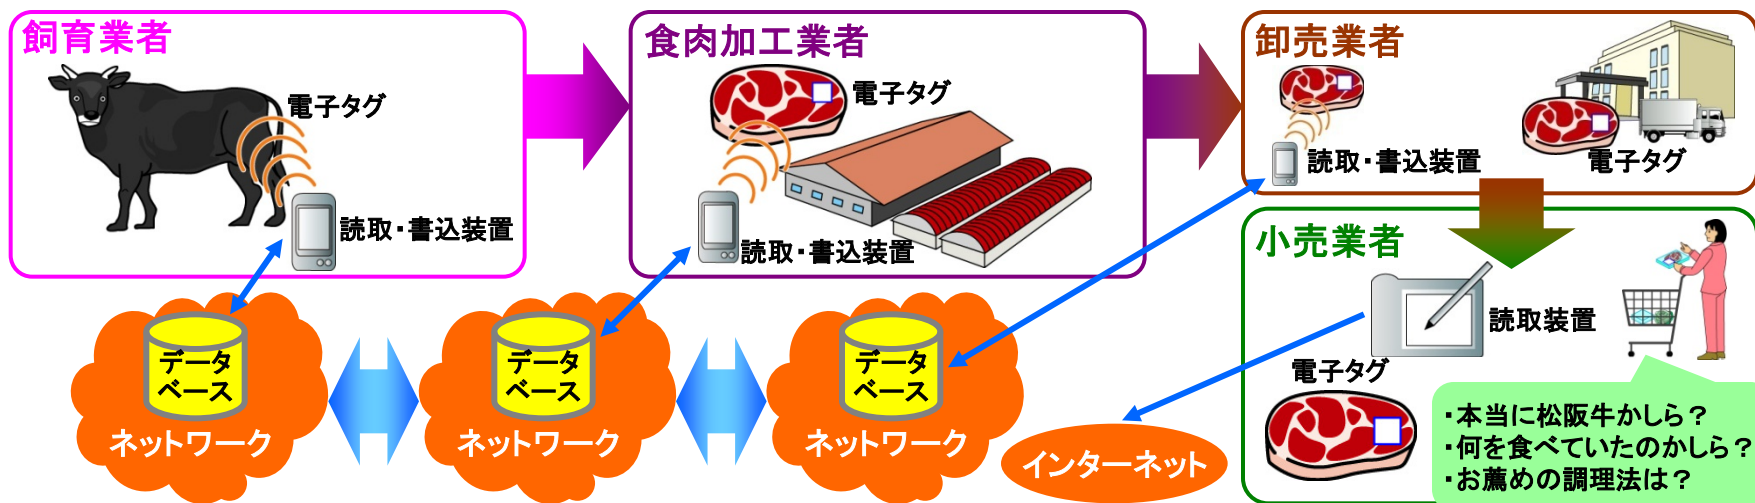 飼育業者
電子タグ
読取・書込装置
データ
ベース
ネットワーク
食肉加工業者
電子タグ
読取・書込装置
データ
ベース
ネットワーク
卸売業者
読取・書込装置
電子タグ
データ
ベース
ネットワーク
小売業者
読取装置
電子タグ
インターネット
・本当に松阪牛かしら？
・何を食べていたのかしら？
・お薦めの調理法は？